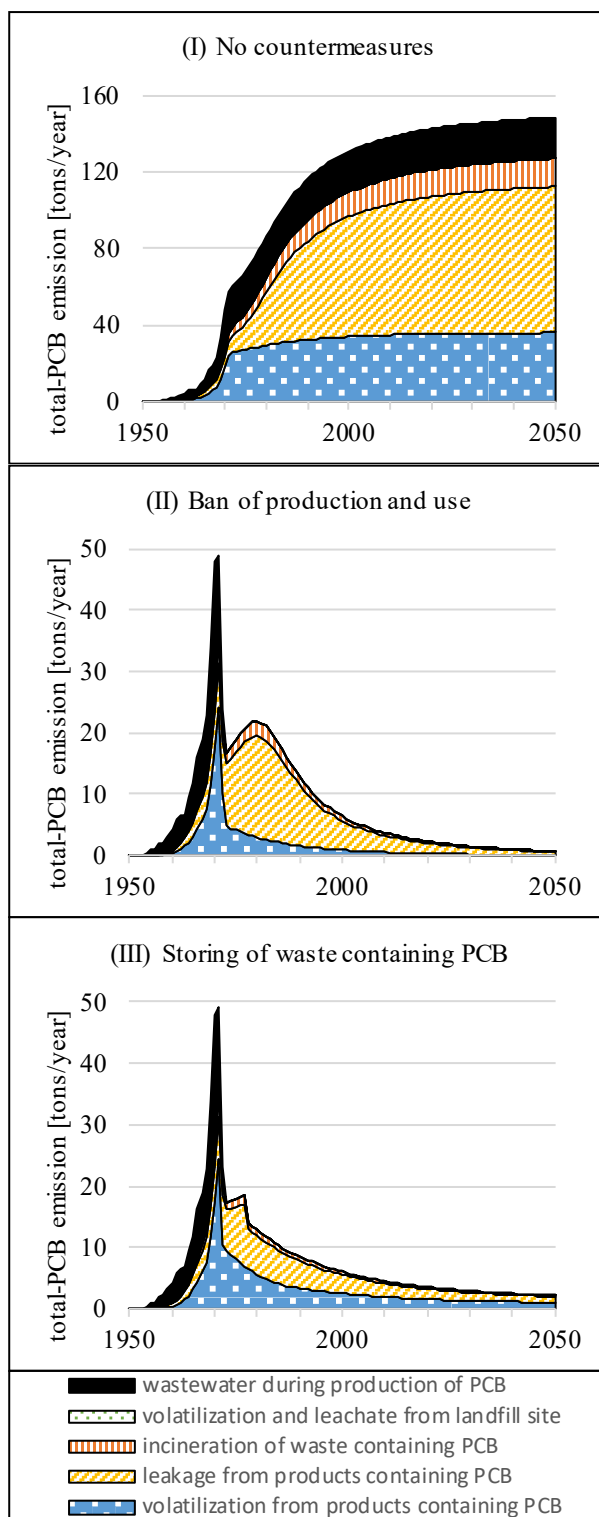 (I) No countermeasures
total-PCB emission [tons/year]
160
120
80
40
0
1950
2000
2050
(II) Ban of production and use
total-PCB emission [tons/year]
50
40
30
20
10
0
1950
2000
2050
(III) Storing of waste containing PCB
total-PCB emission [tons/year]
50
40
30
20
10
0
1950
2000
2050
wastewater during production of PCB
volatilization and leachate from landfill site
incineration of waste containing PCB
leakage from products containing PCB
volatilization from products containing PCB